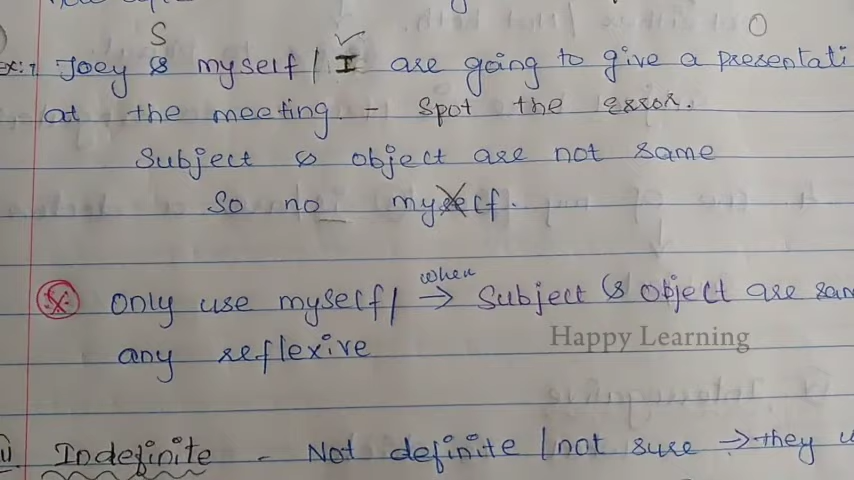 S O
ex:- Joey & myself / I are going to give a presentati
at the meeting. - Spot the error.
Subject & object are not same
So no myself.
only use myself / when → Subject & object are sam
any reflexive
Happy Learning
ii) Indefinite - Not definite / not sure → they